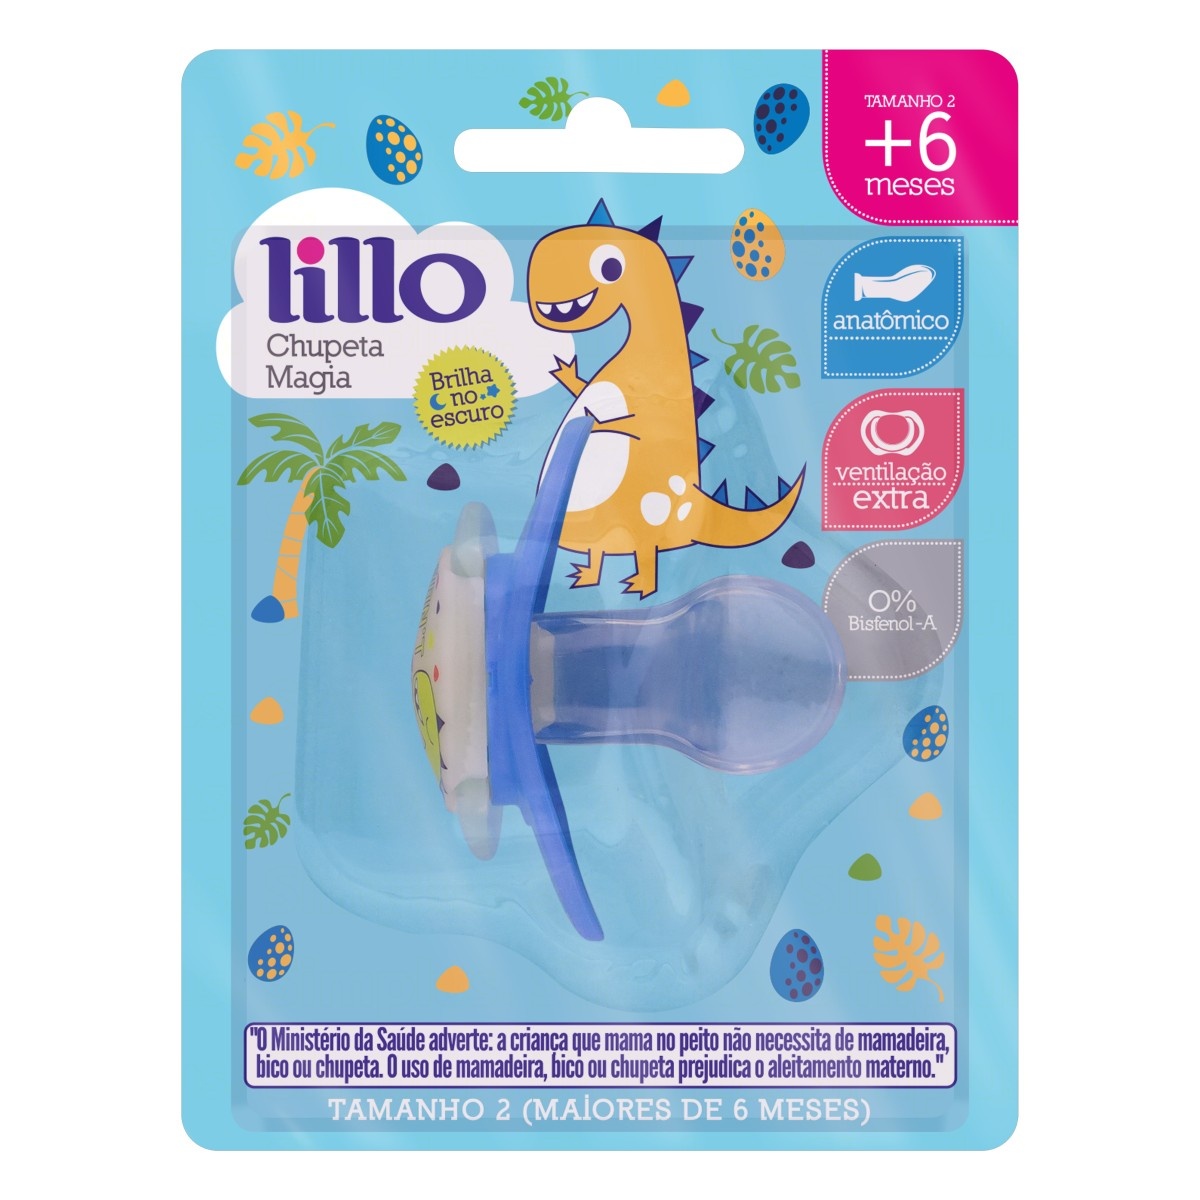 TAMANHO 2
+6
meses
lillo
Chupeta
Magia
Brilha
no
escuro
anatômico
ventilação
extra
0%
Bisfenol-A
"O Ministério da Saúde adverte: a criança que mama no peito não necessita de mamadeira,
bico ou chupeta. O uso de mamadeira, bico ou chupeta prejudica o aleitamento materno."
TAMANHO 2 (MAIORES DE 6 MESES)